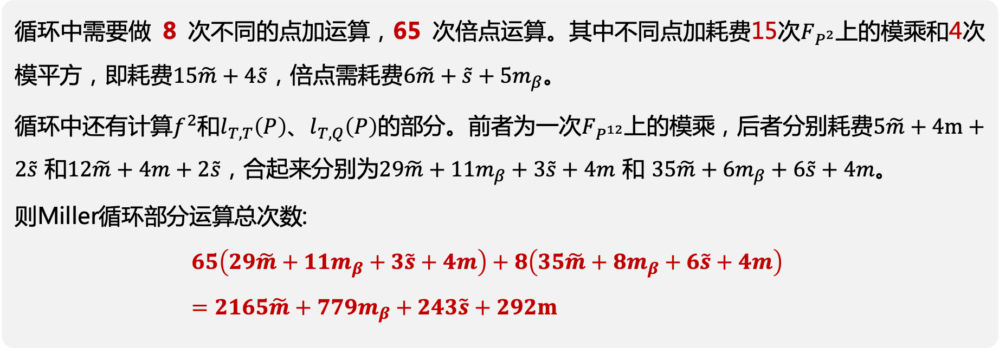 循环中需要做 8 次不同的点加运算，65 次倍点运算。其中不同点加耗费15次$F_{P^2}$上的模乘和4次
模平方，即耗费$15\tilde{m} + 4\tilde{s}$，倍点需耗费$6\tilde{m} + \tilde{s} + 5m_\beta$。
循环中还有计算$f^2$和$l_{T,T}(P)$、$l_{T,Q}(P)$的部分。前者为一次$F_{P^{12}}$上的模乘，后者分别耗费$5\tilde{m} + 4\mathrm{m} +$
$2\tilde{s}$ 和$12\tilde{m} + 4m + 2\tilde{s}$，合起来分别为$29\tilde{m} + 11m_\beta + 3\tilde{s} + 4m$ 和 $35\tilde{m} + 6m_\beta + 6\tilde{s} + 4m$。
则Miller循环部分运算总次数:
$65(29\tilde{m} + 11m_\beta + 3\tilde{s} + 4m) + 8(35\tilde{m} + 8m_\beta + 6\tilde{s} + 4m)$
$= 2165\tilde{m} + 779m_\beta + 243\tilde{s} + 292\mathrm{m}$